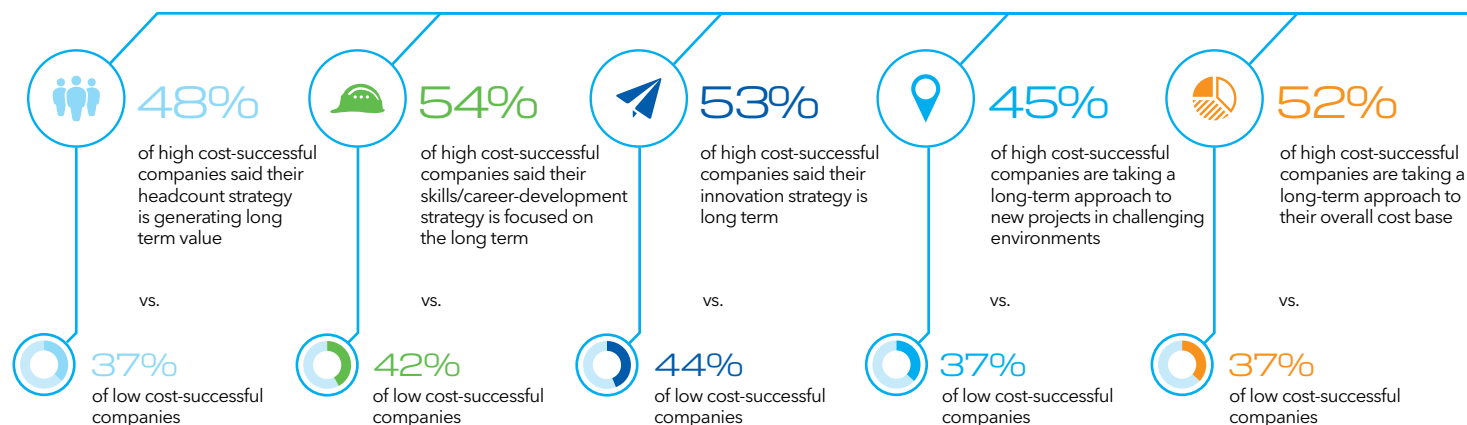 48%
of high cost-successful
companies said their
headcount strategy
is generating long
term value
vs.
37%
of low cost-successful
companies
54%
of high cost-successful
companies said their
skills/career-development
strategy is focused on
the long term
vs.
42%
of low cost-successful
companies
53%
of high cost-successful
companies said their
innovation strategy is
long term
vs.
44%
of low cost-successful
companies
45%
of high cost-successful
companies are taking a
long-term approach to
new projects in challenging
environments
vs.
37%
of low cost-successful
companies
52%
of high cost-successful
companies are taking a
long-term approach to
their overall cost base
vs.
37%
of low cost-successful
companies